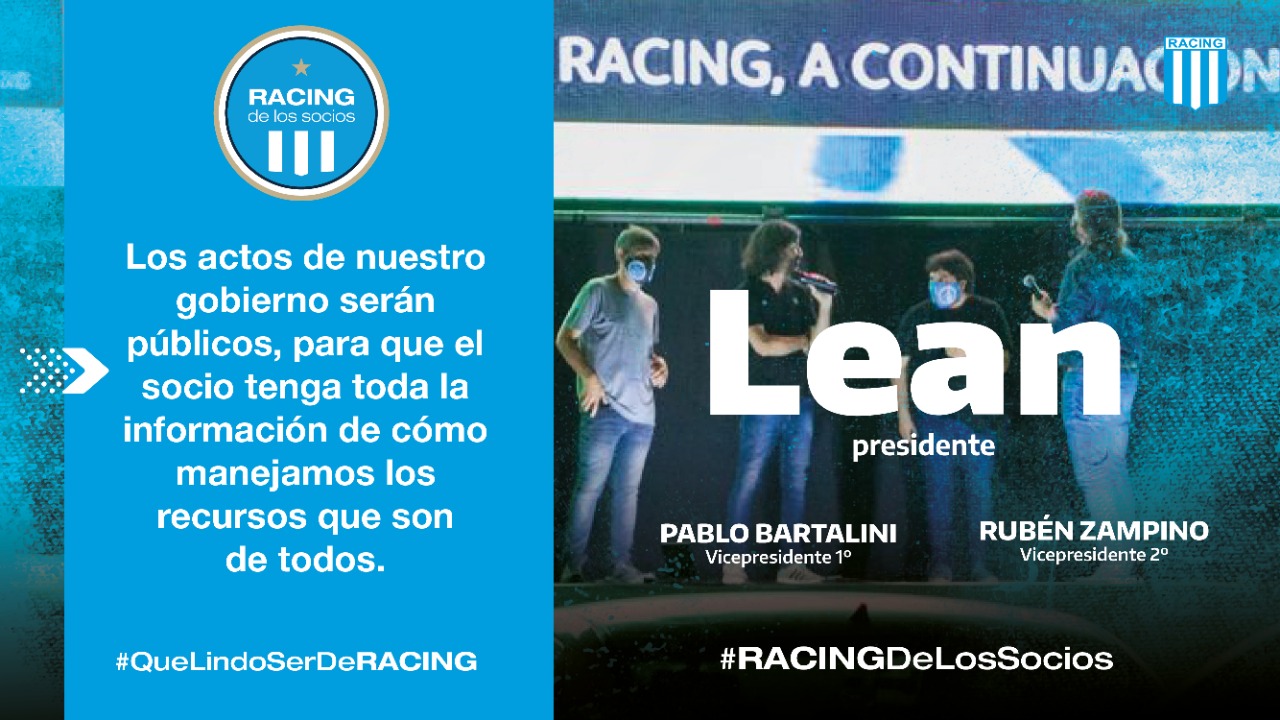 RACING
de los socios
Los actos de nuestro
gobierno serán
públicos, para que el
socio tenga toda la
información de cómo
manejamos los
recursos que son
de todos.
#QueLindoSerDeRACING
RACING, A CONTINUACIÓN
RACING
Lean
presidente
PABLO BARTALINI
Vicepresidente 1º
RUBÉN ZAMPINO
Vicepresidente 2º
#RACINGDeLosSocios